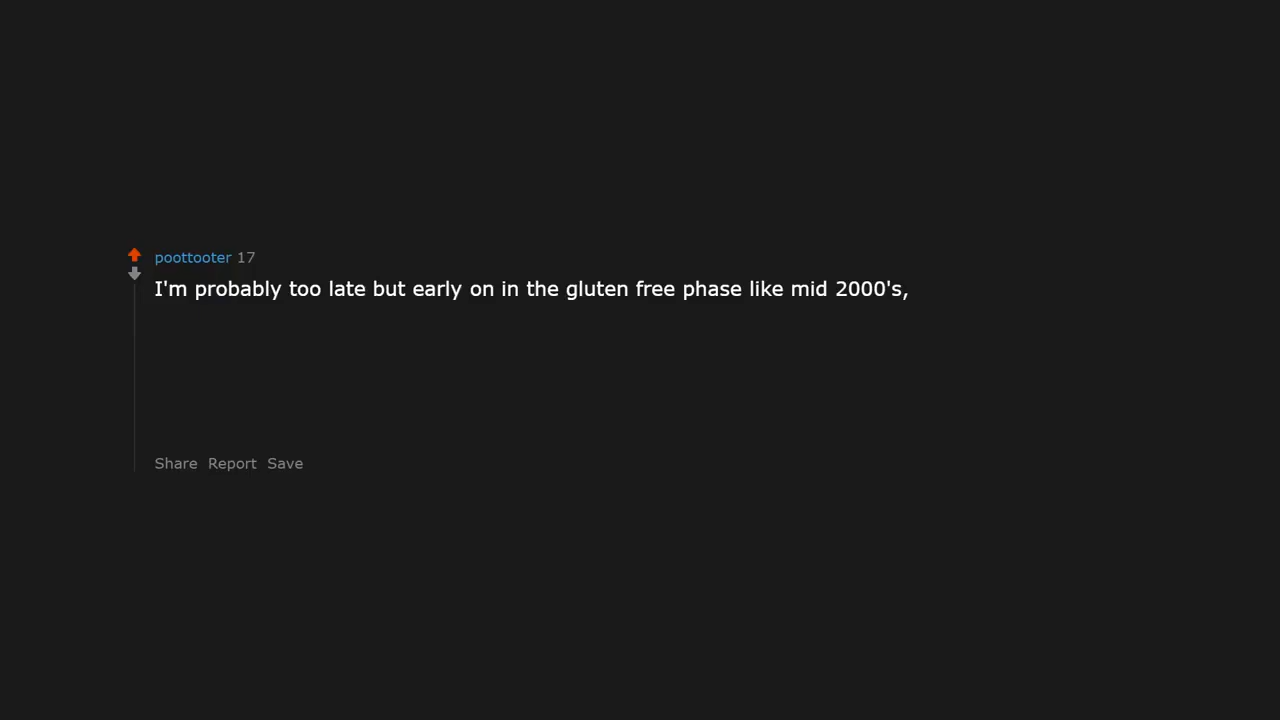 poottooter 17
I'm probably too late but early on in the gluten free phase like mid 2000's,
Share Report Save